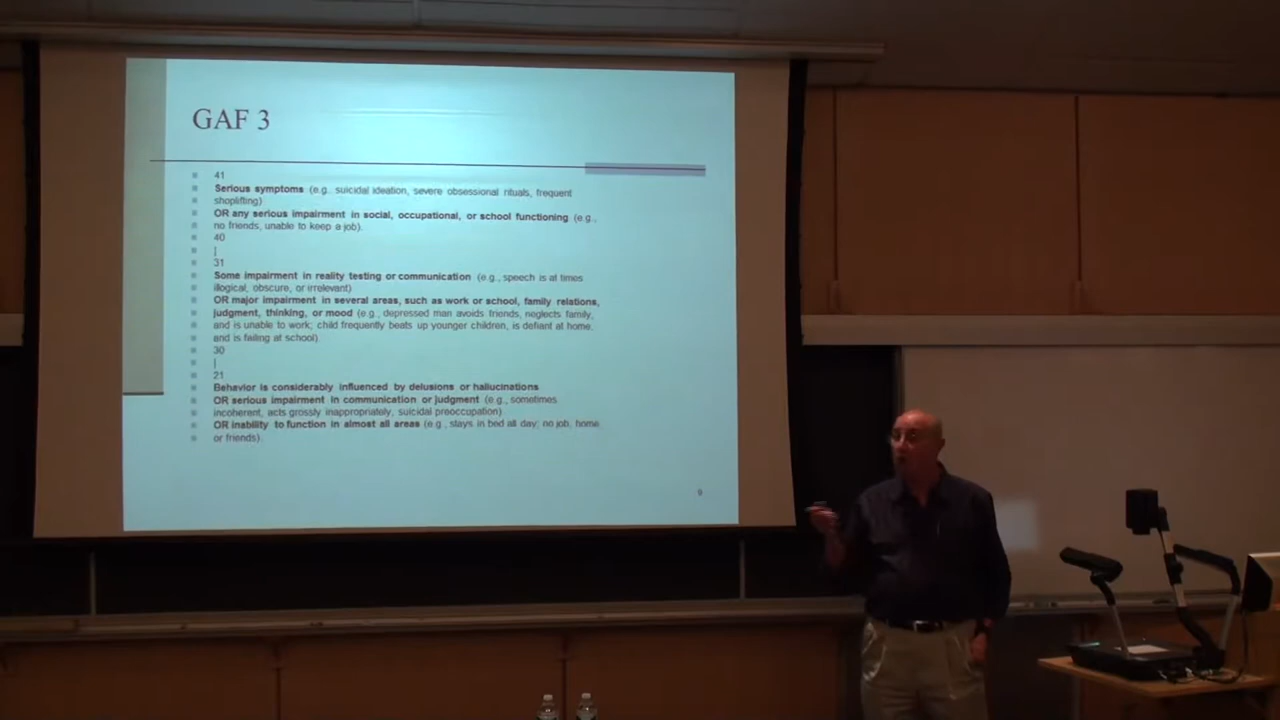 GAF 3
41
Serious symptoms (e.g. suicidal ideation, severe obsessional rituals, frequent
shoplifting)
OR any serious impairment in social, occupational, or school functioning (e.g.,
no friends, unable to keep a job).
40
|
31
Some impairment in reality testing or communication (e.g., speech is at times
illogical, obscure, or irrelevant)
OR major impairment in several areas, such as work or school, family relations,
judgment, thinking, or mood (e.g., depressed man avoids friends, neglects family,
and is unable to work; child frequently beats up younger children, is defiant at home,
and is failing at school).
30
|
21
Behavior is considerably influenced by delusions or hallucinations
OR serious impairment in communication or judgment (e.g., sometimes
incoherent, acts grossly inappropriately, suicidal preoccupation)
OR inability to function in almost all areas (e.g., stays in bed all day; no job, home,
or friends).
9